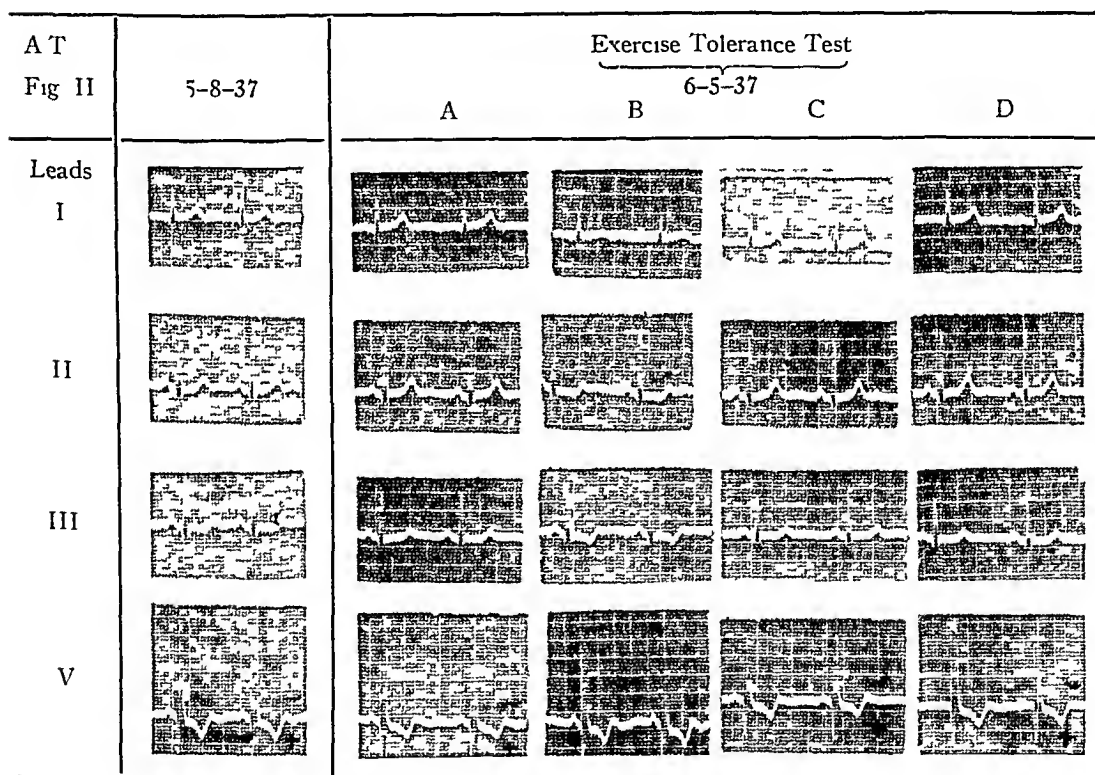 A T
Fig II
5-8-37
Exercise Tolerance Test
6-5-37
A B C D
Leads
I
II
III
V